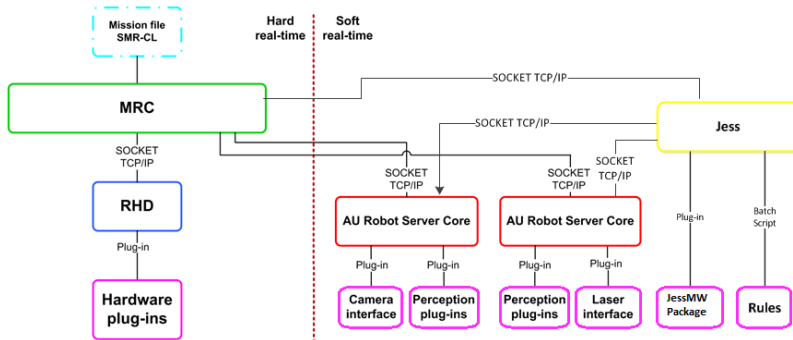 Mission file
SMR-CL
Hard
real-time
Soft
real-time
SOCKET TCP/IP
MRC
Jess
SOCKET TCP/IP
SOCKET
TCP/IP
SOCKET
TCP/IP
SOCKET
TCP/IP
SOCKET
TCP/IP
RHD
AU Robot Server Core
AU Robot Server Core
Plug-in
Batch
Script
Plug-in
Plug-in
Plug-in
Plug-in
Plug-in
Hardware
plug-ins
Camera
interface
Perception
plug-ins
Perception
plug-ins
Laser
interface
JessMW
Package
Rules